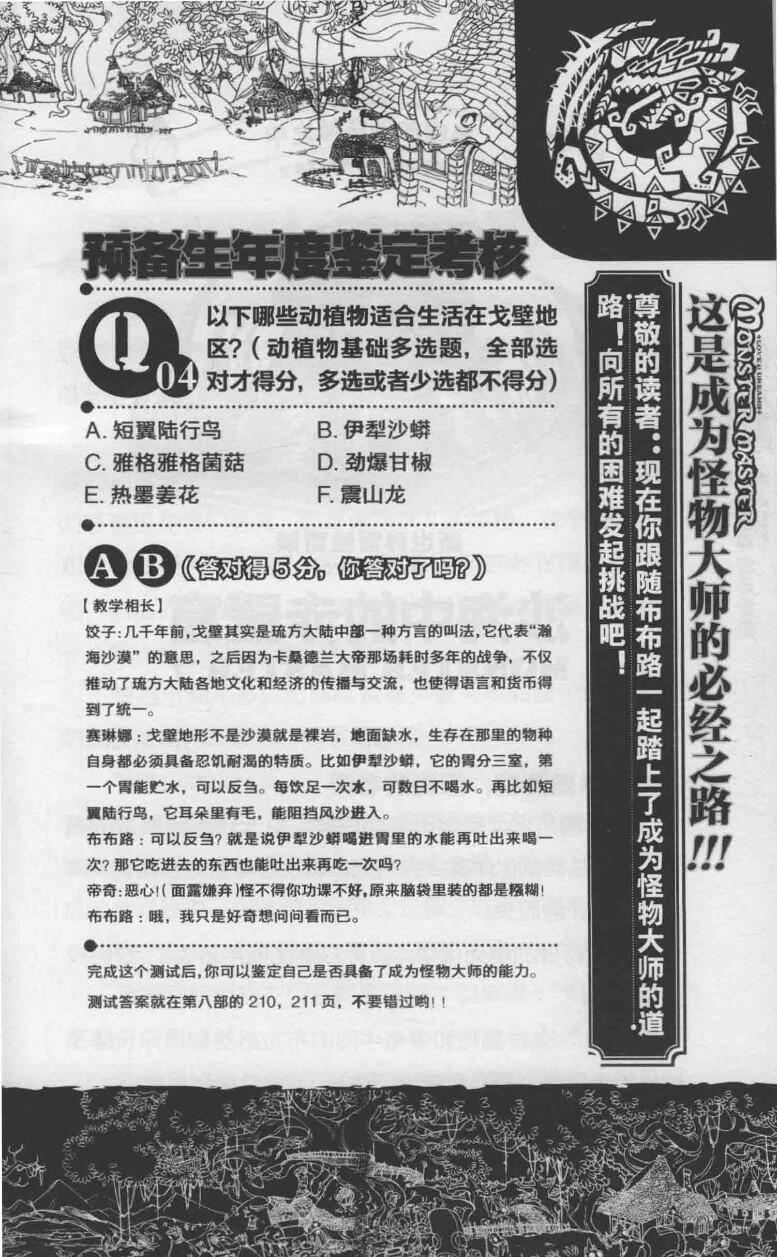 预备生年度鉴定考核
Q
04
以下哪些动植物适合生活在戈壁地
区？（动植物基础多选题，全部选
对才得分，多选或者少选都不得分）
A. 短翼陆行鸟 B. 伊犁沙蟒
C. 雅格雅格菌菇 D. 劲爆甘椒
E. 热墨姜花 F. 震山龙
A B （答对得 5 分，你答对了吗？）
【教学相长】
饺子：几千年前，戈壁其实是琉方大陆中部一种方言的叫法，它代表“瀚
海沙漠”的意思，之后因为卡桑德兰大帝那场耗时多年的战争，不仅
推动了琉方大陆各地文化和经济的传播与交流，也使得语言和货币得
到了统一。
赛琳娜：戈壁地形不是沙漠就是裸岩，地面缺水，生存在那里的物种
自身都必须具备忍饥耐渴的特质。比如伊犁沙蟒，它的胃分三室，第
一个胃能贮水，可以反刍。每饮足一次水，可数日不喝水。再比如短
翼陆行鸟，它耳朵里有毛，能阻挡风沙进入。
布布路：可以反刍？就是说伊犁沙蟒喝进胃里的水能再吐出来喝一
次？那它吃进去的东西也能吐出来再吃一次吗？
帝奇：恶心！（面露嫌弃）怪不得你功课不好，原来脑袋里装的都是糨糊！
布布路：哦，我只是好奇想问问看而已。
完成这个测试后，你可以鉴定自己是否具备了成为怪物大师的能力。
测试答案就在第八部的 210，211 页，不要错过哟！！
MONSTER MASTER
这是成为怪物大师的必经之路!!!
尊敬的读者：现在你跟随布布路一起踏上了成为怪物大师的道
路！向所有的困难发起挑战吧！